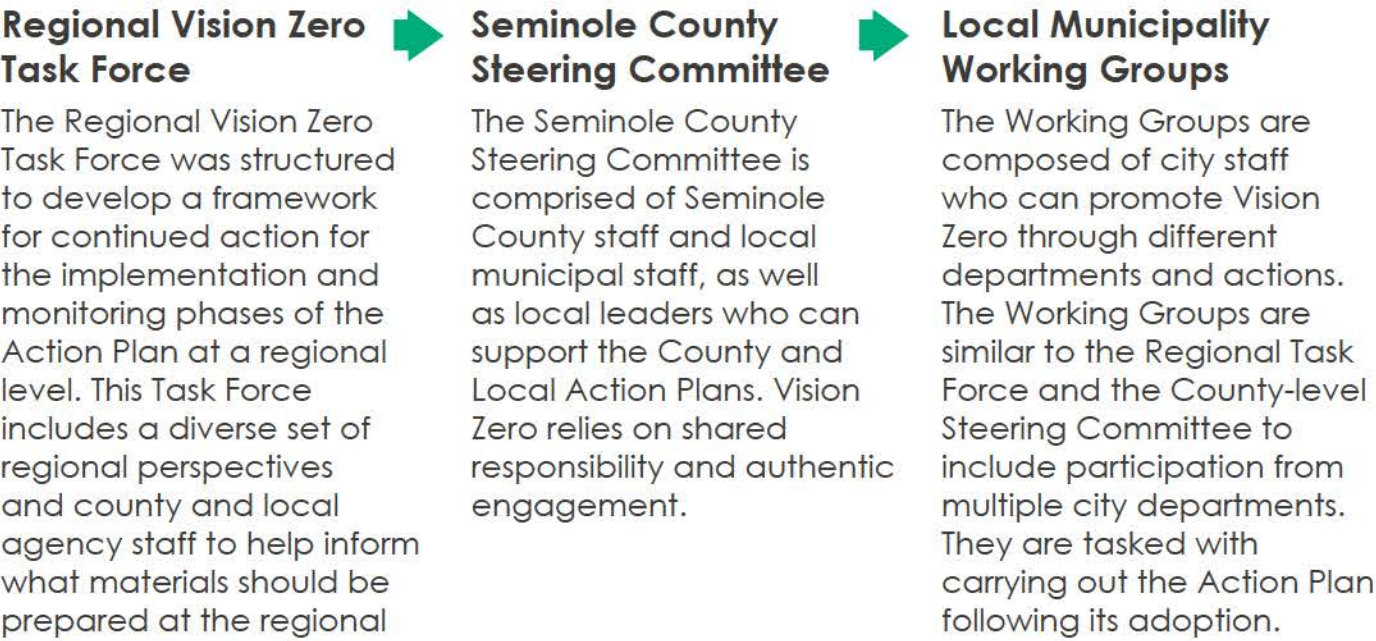 Regional Vision Zero
Task Force
The Regional Vision Zero
Task Force was structured
to develop a framework
for continued action for
the implementation and
monitoring phases of the
Action Plan at a regional
level. This Task Force
includes a diverse set of
regional perspectives
and county and local
agency staff to help inform
what materials should be
prepared at the regional
Seminole County
Steering Committee
The Seminole County
Steering Committee is
comprised of Seminole
County staff and local
municipal staff, as well
as local leaders who can
support the County and
Local Action Plans. Vision
Zero relies on shared
responsibility and authentic
engagement.
Local Municipality
Working Groups
The Working Groups are
composed of city staff
who can promote Vision
Zero through different
departments and actions.
The Working Groups are
similar to the Regional Task
Force and the County-level
Steering Committee to
include participation from
multiple city departments.
They are tasked with
carrying out the Action Plan
following its adoption.